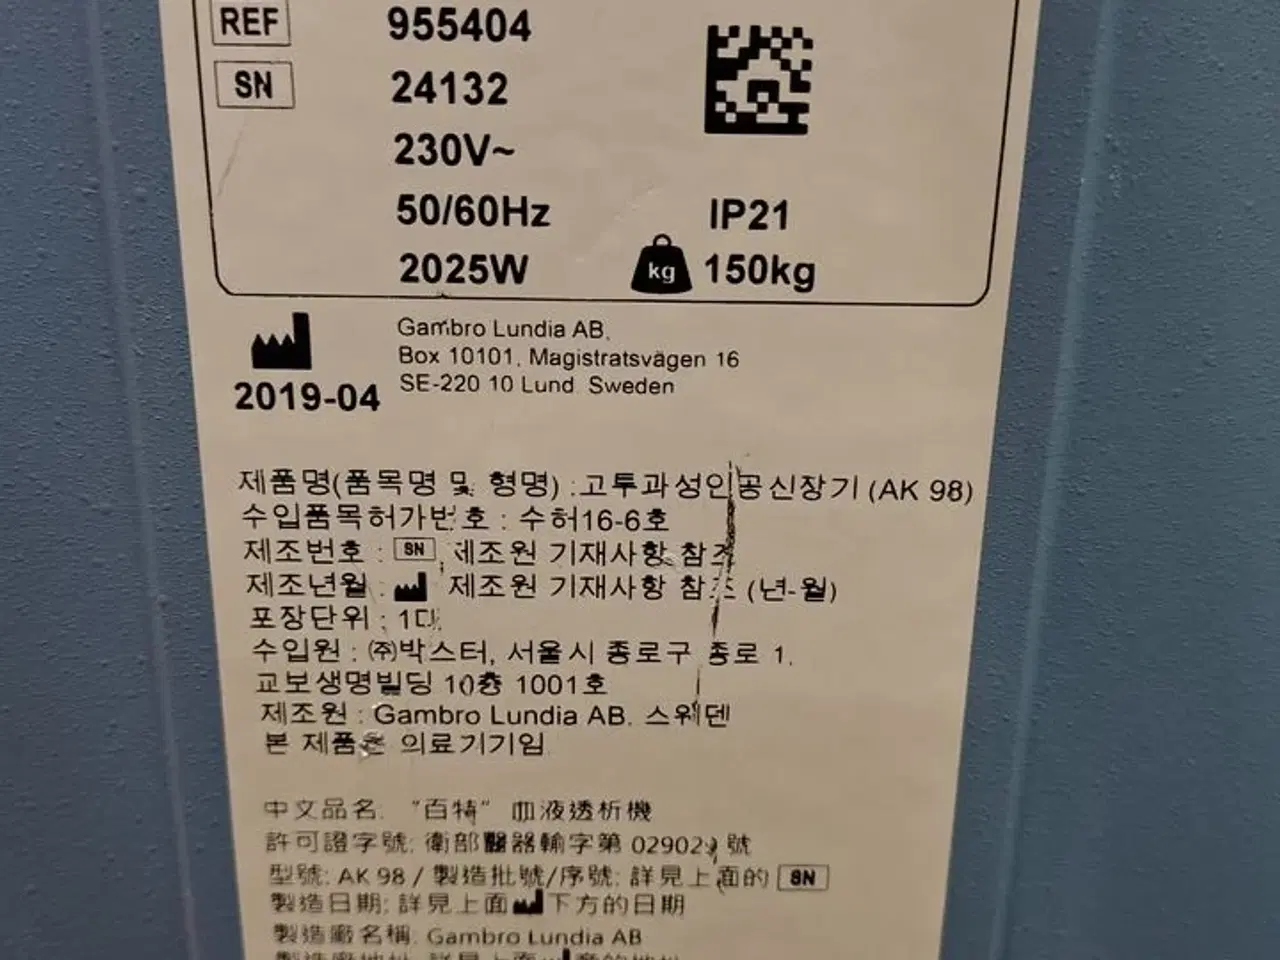 REF 955404
SN 24132
230V~
50/60Hz IP21
2025W kg 150kg
Gambro Lundia AB,
Box 10101, Magistratsvägen 16
2019-04 SE-220 10 Lund Sweden
제품명(품목명 및 형명) :고투과성인공신장기 (AK 98)
수입품목허가번호 : 수허16-6호
제조번호 : SN 제조원 기재사항 참조
제조년월 : 제조원 기재사항 참조 (년-월)
포장단위 : 1대
수입원 : ㈜박스터, 서울시 종로구 종로 1,
교보생명빌딩 10층 1001호
제조원 : Gambro Lundia AB, 스웨덴
본 제품은 의료기기임
中文品名: “百特” 血液透析機
許可證字號: 衛部醫器輸字第 號
型號: AK 98 / 製造批號/序號: 詳見上面的 SN
製造日期: 詳見上面 下方的日期
製造廠名稱: Gambro Lundia AB